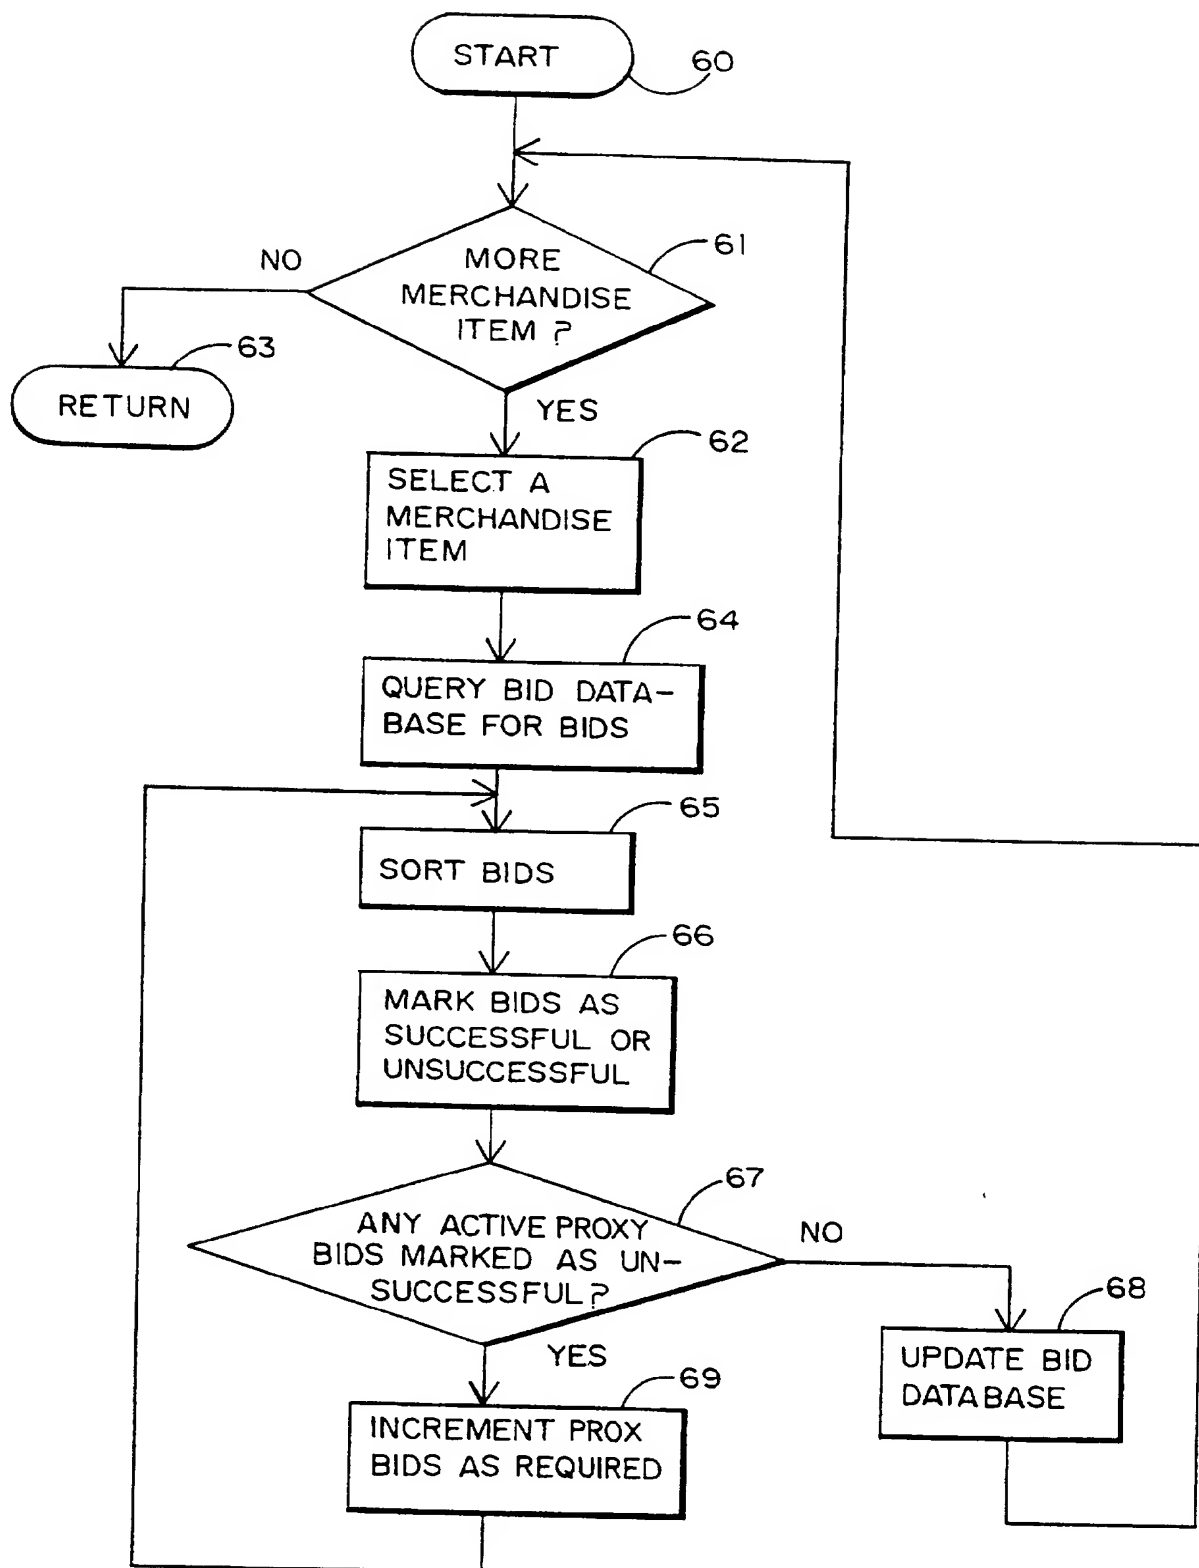 START
60
MORE
MERCHANDISE
ITEM ?
61
NO
63
RETURN
YES
62
SELECT A
MERCHANDISE
ITEM
64
QUERY BID DATA-
BASE FOR BIDS
65
SORT BIDS
66
MARK BIDS AS
SUCCESSFUL OR
UNSUCCESSFUL
67
ANY ACTIVE PROXY
BIDS MARKED AS UN-
SUCCESSFUL?
NO
68
UPDATE BID
DATABASE
YES
69
INCREMENT PROX
BIDS AS REQUIRED